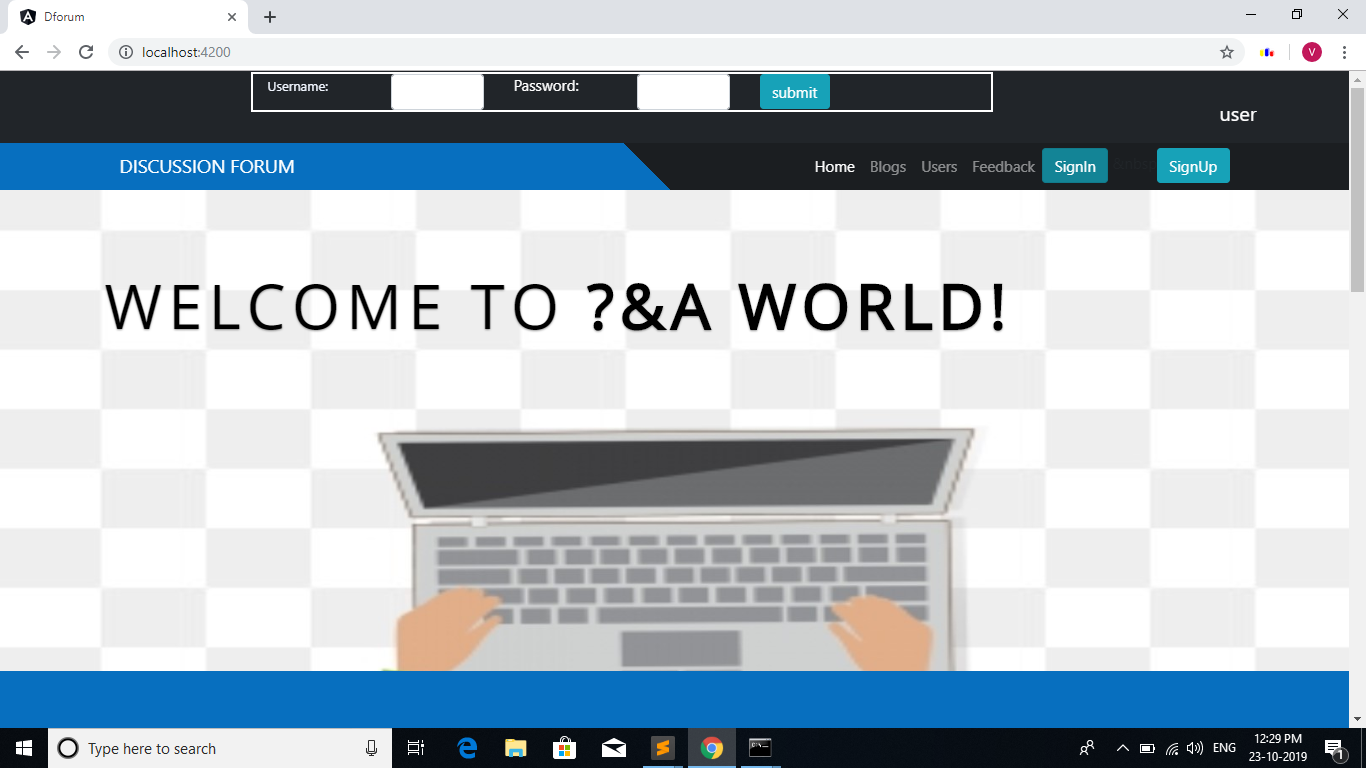 Dforum
localhost:4200
Username: Password: submit
user
DISCUSSION FORUM Home Blogs Users Feedback SignIn SignUp
WELCOME TO ?&A WORLD!
Type here to search
ENG
12:29 PM
23-10-2019
1
V